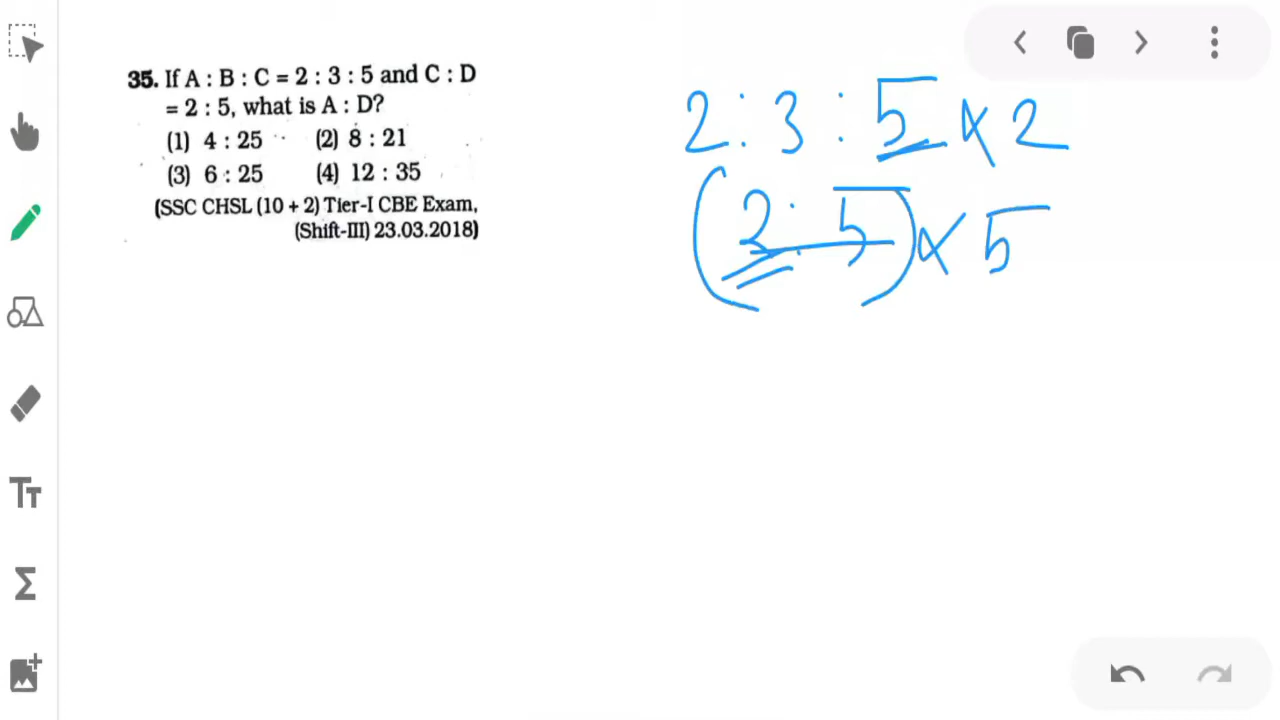 35. If A : B : C = 2 : 3 : 5 and C : D
= 2 : 5, what is A : D?
(1) 4 : 25 (2) 8 : 21
(3) 6 : 25 (4) 12 : 35
(SSC CHSL (10 + 2) Tier-I CBE Exam,
(Shift-III) 23.03.2018)
2 : 3 : 5 × 2
(2 : 5) × 5
Tт
Σ